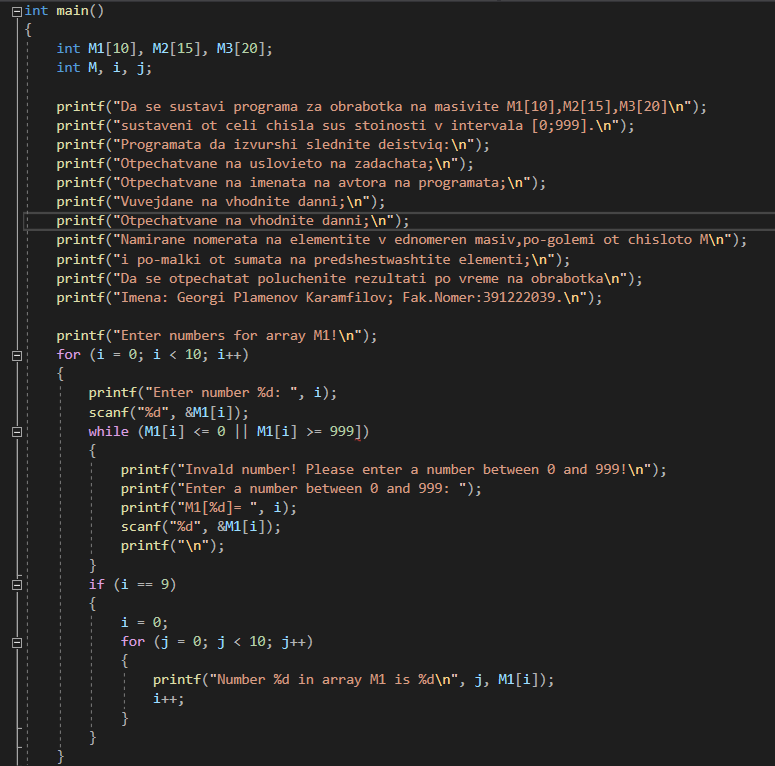 int main()
{
    int M1[10], M2[15], M3[20];
    int M, i, j;

    printf("Da se sustavi programa za obrabotka na masivite M1[10],M2[15],M3[20]\n");
    printf("sustaveni ot celi chisla sus stoinosti v intervala [0;999].\n");
    printf("Programata da izvurshi slednite deistviq:\n");
    printf("Otpechatvane na uslovieto na zadachata;\n");
    printf("Otpechatvane na imenata na avtora na programata;\n");
    printf("Vuvejdane na vhodnite danni;\n");
    printf("Otpechatvane na vhodnite danni;\n");
    printf("Namirane nomerata na elementite v ednomeren masiv,po-golemi ot chisloto M\n");
    printf("i po-malki ot sumata na predshestwashtite elementi;\n");
    printf("Da se otpechatat poluchenite rezultati po vreme na obrabotka\n");
    printf("Imena: Georgi Plamenov Karamfilov; Fak.Nomer:391222039.\n");

    printf("Enter numbers for array M1!\n");
    for (i = 0; i < 10; i++)
    {
        printf("Enter number %d: ", i);
        scanf("%d", &M1[i]);
        while (M1[i] <= 0 || M1[i] >= 999])
        {
            printf("Invald number! Please enter a number between 0 and 999!\n");
            printf("Enter a number between 0 and 999: ");
            printf("M1[%d]= ", i);
            scanf("%d", &M1[i]);
            printf("\n");
        }
        if (i == 9)
        {
            i = 0;
            for (j = 0; j < 10; j++)
            {
                printf("Number %d in array M1 is %d\n", j, M1[i]);
                i++;
            }
        }
    }